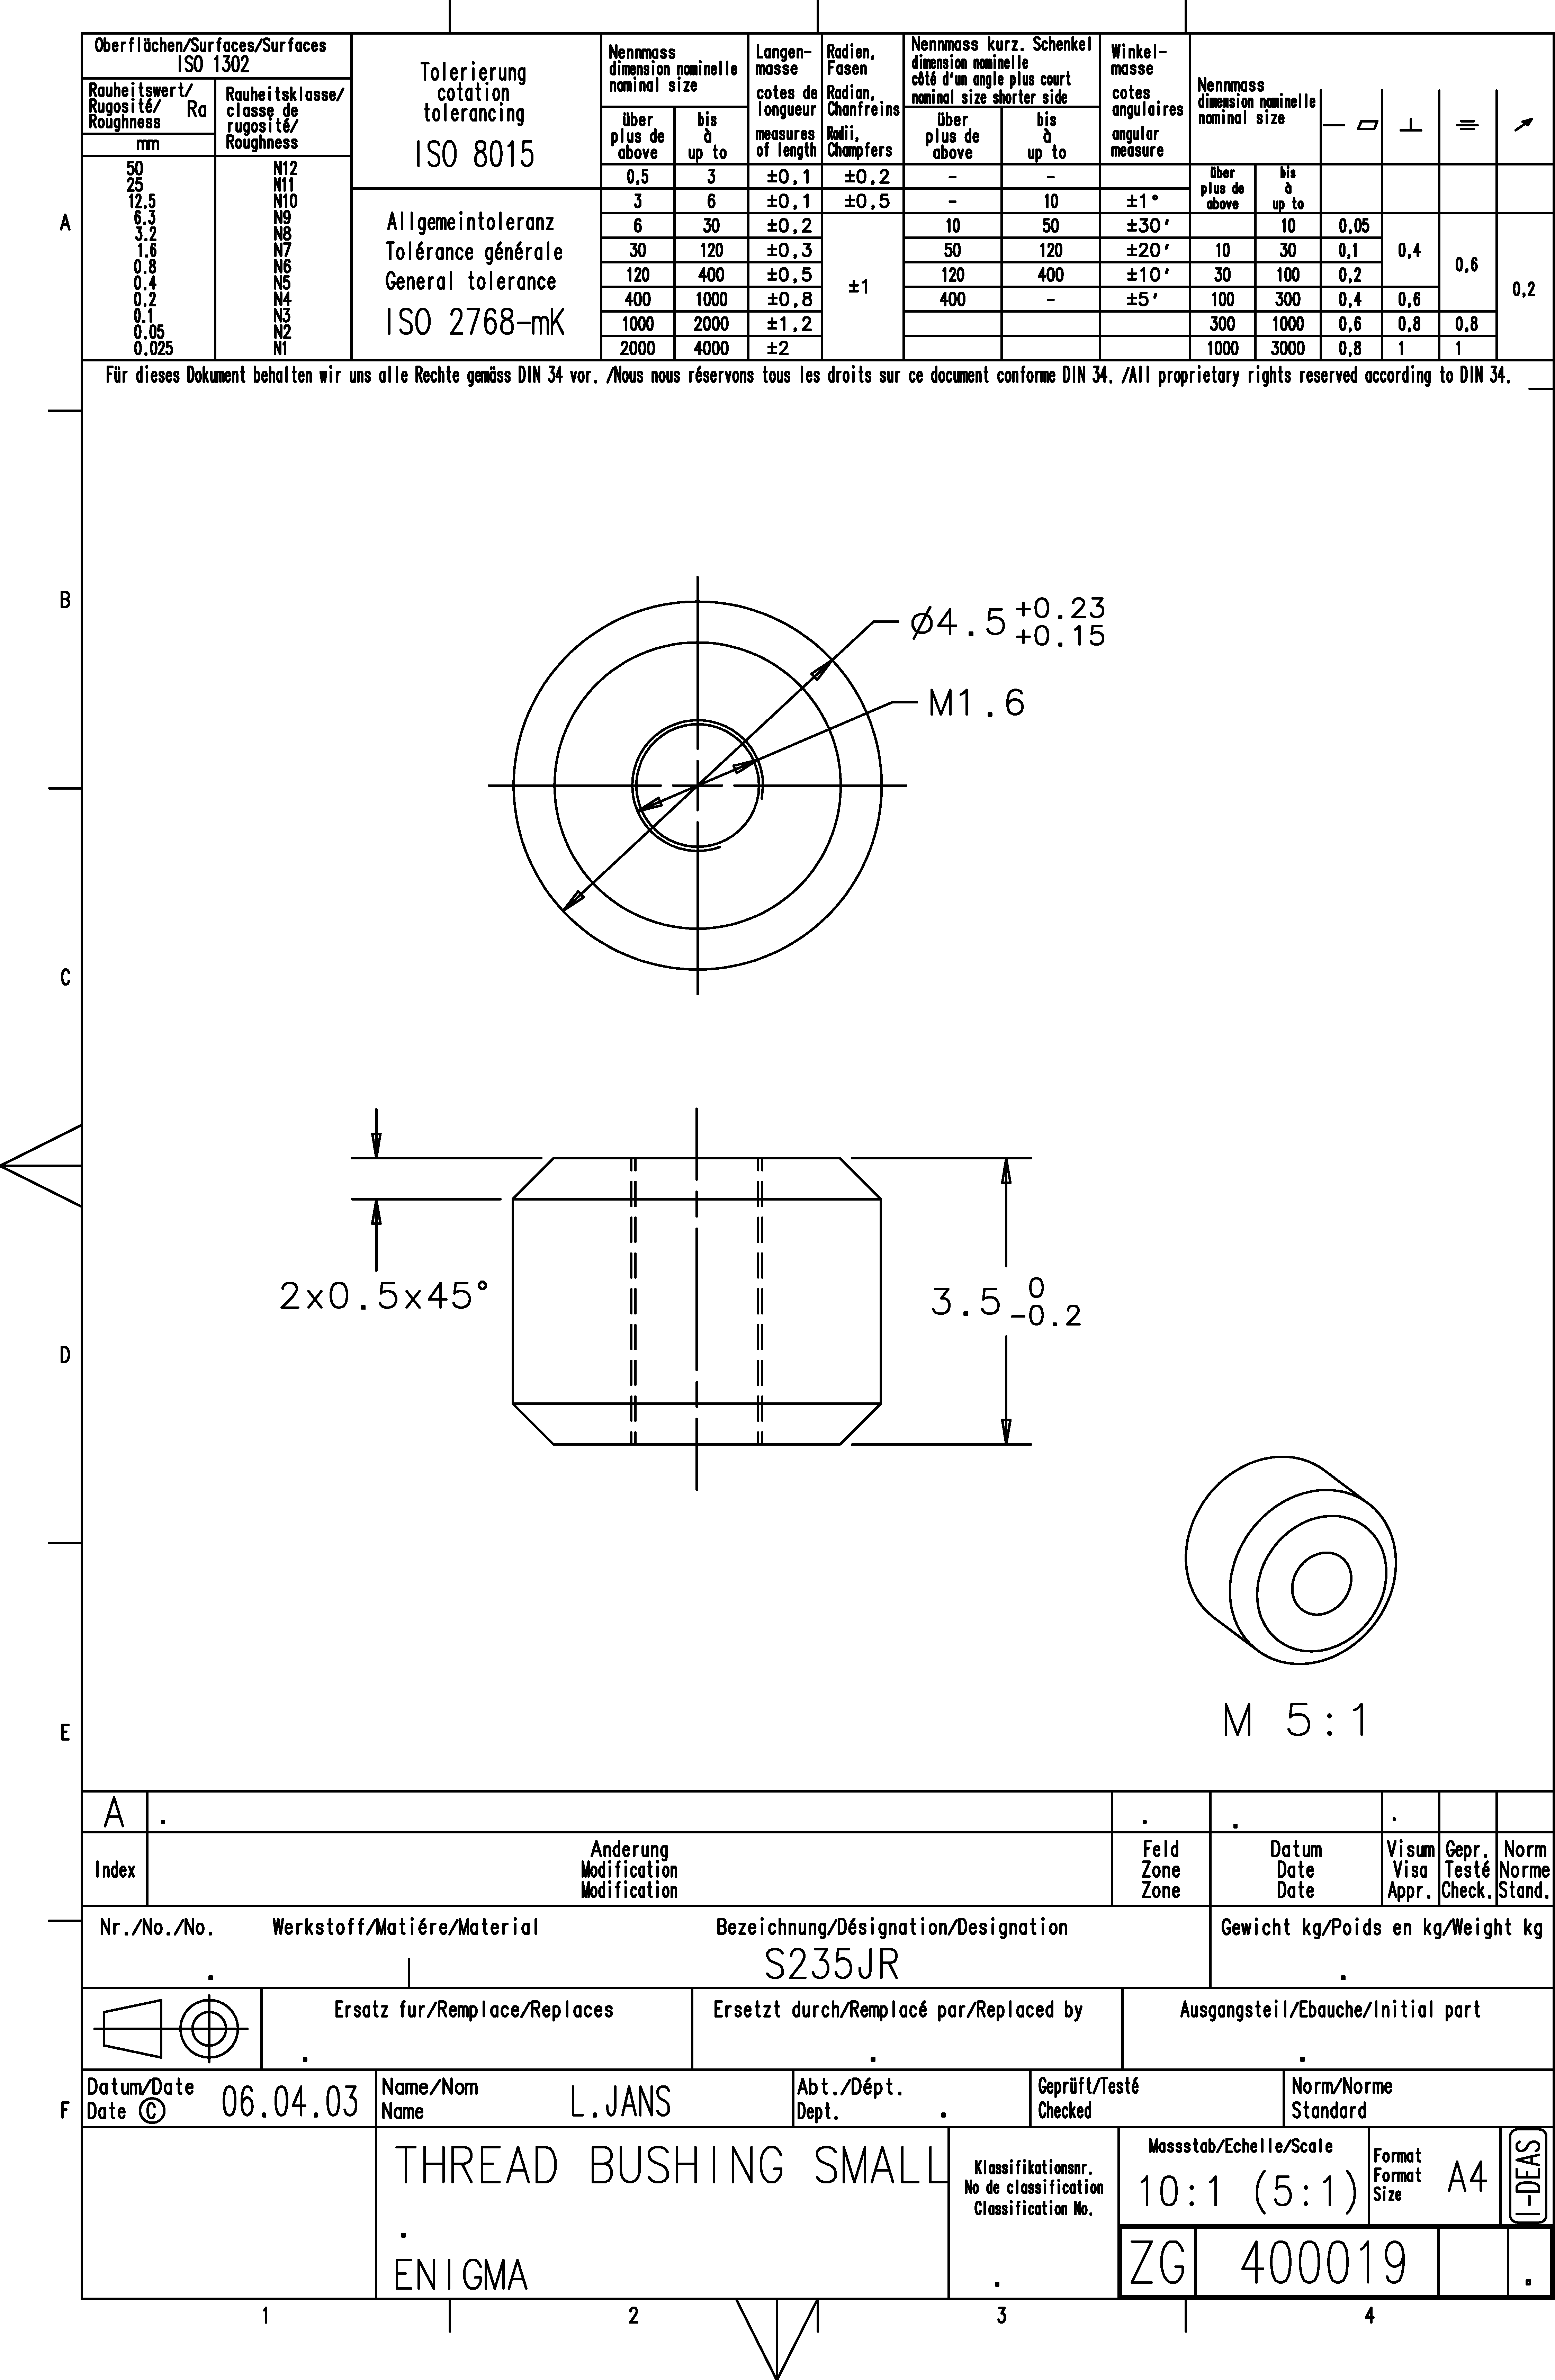 Oberflächen/Surfaces/Surfaces
ISO 1302
Rauheitswert/
Rugosité/ Ra
Roughness
mm
Rauheitsklasse/
classe de
rugosité/
Roughness
50 N12
25 N11
12.5 N10
6.3 N9
3.2 N8
1.6 N7
0.8 N6
0.4 N5
0.2 N4
0.1 N3
0.05 N2
0.025 N1
Tolerierung
cotation
tolerancing
ISO 8015
Allgemeintoleranz
Tolérance générale
General tolerance
ISO 2768-mK
Nennmass
dimension nominelle
nominal size
über
plus de
above
bis
à
up to
Langen-
masse
cotes de
longueur
measures
of length
Radien,
Fasen
Radian,
Chanfreins
Radii,
Champfers
Nennmass kurz. Schenkel
dimension nominelle
côté d'un angle plus court
nominal size shorter side
über
plus de
above
bis
à
up to
Winkel-
masse
cotes
angulaires
angular
measure
0,5 3 ±0,1 ±0,2 - -
3 6 ±0,1 ±0,5 - 10 ±1°
6 30 ±0,2 10 50 ±30'
30 120 ±0,3 50 120 ±20'
120 400 ±0,5 ±1 120 400 ±10'
400 1000 ±0,8 400 - ±5'
1000 2000 ±1,2
2000 4000 ±2
Nennmass
dimension nominelle
nominal size
über
plus de
above
bis
à
up to
10 0,05
10 30 0,1 0,4
30 100 0,2 0,6 0,2
100 300 0,4 0,6
300 1000 0,6 0,8 0,8
1000 3000 0,8 1 1
Für dieses Dokument behalten wir uns alle Rechte gemäss DIN 34 vor. /Nous nous réservons tous les droits sur ce document conforme DIN 34. /All proprietary rights reserved according to DIN 34.
A
B
C
D
E
F
Ø4.5 +0.23
+0.15
M1.6
2x0.5x45°
3.5 0
-0.2
M 5:1
A . . . .
Index
Anderung
Modification
Modification
Feld
Zone
Zone
Datum
Date
Date
Visum
Visa
Appr.
Gepr.
Testé
Check.
Norm
Norme
Stand.
Nr./No./No. Werkstoff/Matiére/Material Bezeichnung/Désignation/Designation Gewicht kg/Poids en kg/Weight kg
. S235JR .
Ersatz fur/Remplace/Replaces Ersetzt durch/Remplacé par/Replaced by Ausgangsteil/Ebauche/Initial part
. . .
Datum/Date
Date © 06.04.03
Name/Nom
Name L.JANS
Abt./Dépt.
Dept. .
Geprüft/Testé
Checked
Norm/Norme
Standard
THREAD BUSHING SMALL
.
ENIGMA
Klassifikationsnr.
No de classification
Classification No.
.
Massstab/Echelle/Scale
10:1 (5:1)
Format
Format
Size
A4
I-DEAS
ZG 400019 .
1 2 3 4